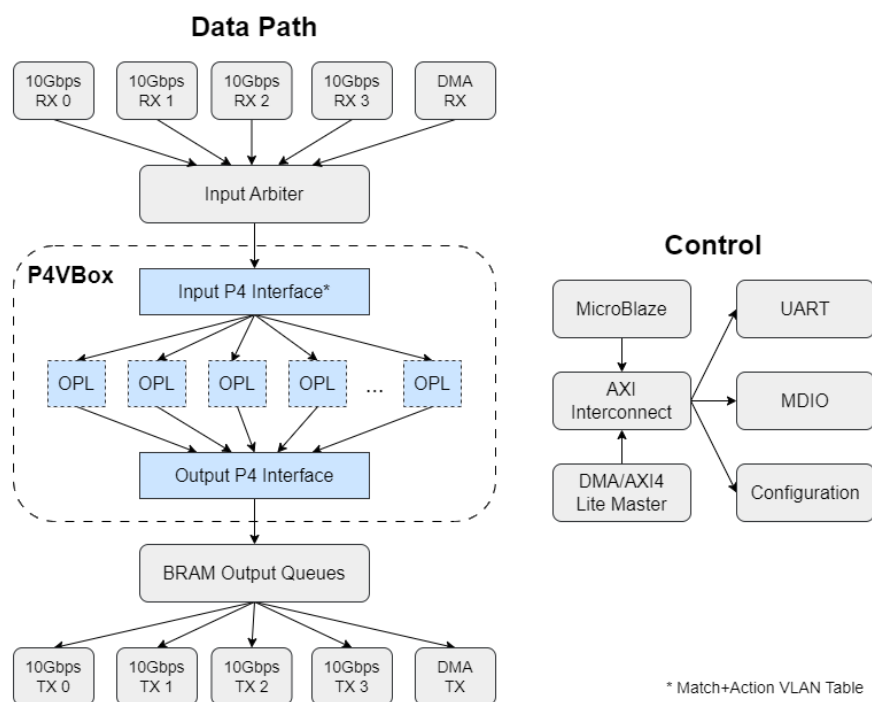 Data Path
10Gbps
RX 0
10Gbps
RX 1
10Gbps
RX 2
10Gbps
RX 3
DMA
RX
Input Arbiter
P4VBox
Input P4 Interface*
OPL
OPL
OPL
OPL
...
OPL
Output P4 Interface
BRAM Output Queues
10Gbps
TX 0
10Gbps
TX 1
10Gbps
TX 2
10Gbps
TX 3
DMA
TX
Control
MicroBlaze
AXI
Interconnect
DMA/AXI4
Lite Master
UART
MDIO
Configuration
* Match+Action VLAN Table